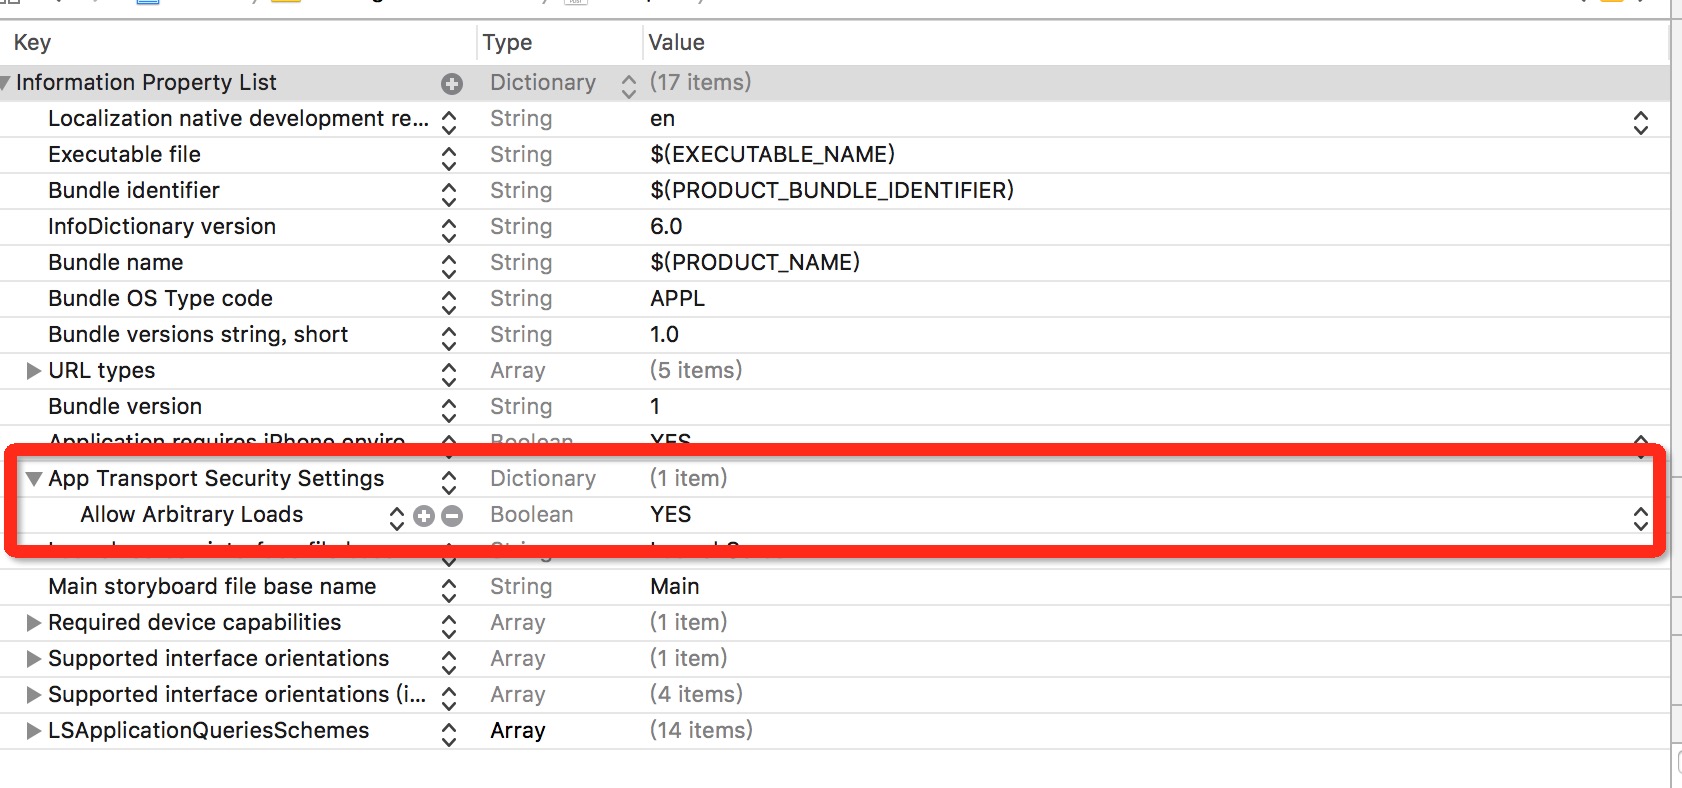 Key Type Value
Information Property List Dictionary (17 items)
Localization native development re... String en
Executable file String $(EXECUTABLE_NAME)
Bundle identifier String $(PRODUCT_BUNDLE_IDENTIFIER)
InfoDictionary version String 6.0
Bundle name String $(PRODUCT_NAME)
Bundle OS Type code String APPL
Bundle versions string, short String 1.0
URL types Array (5 items)
Bundle version String 1
Application requires iPhone enviro Boolean YES
App Transport Security Settings Dictionary (1 item)
Allow Arbitrary Loads Boolean YES
String
Main storyboard file base name String Main
Required device capabilities Array (1 item)
Supported interface orientations Array (1 item)
Supported interface orientations (i... Array (4 items)
LSApplicationQueriesSchemes Array (14 items)